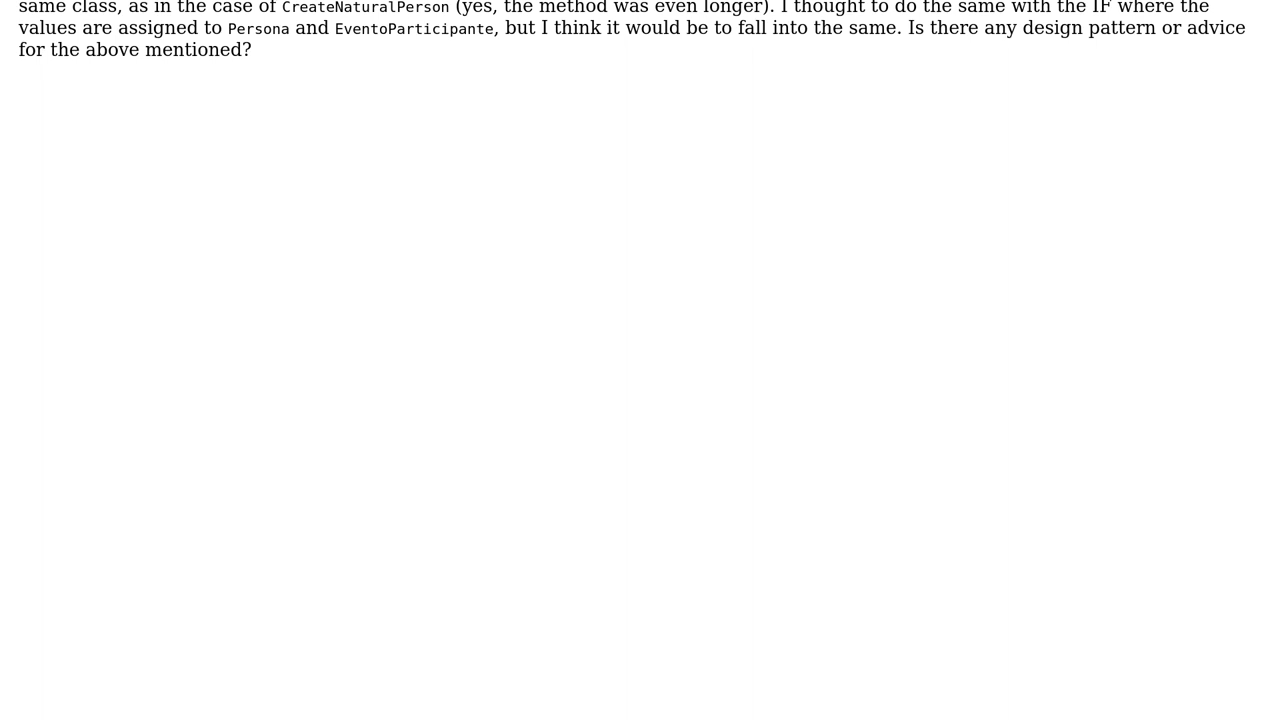 same class, as in the case of CreateNaturalPerson (yes, the method was even longer). I thought to do the same with the IF where the
values are assigned to Persona and EventoParticipante, but I think it would be to fall into the same. Is there any design pattern or advice
for the above mentioned?